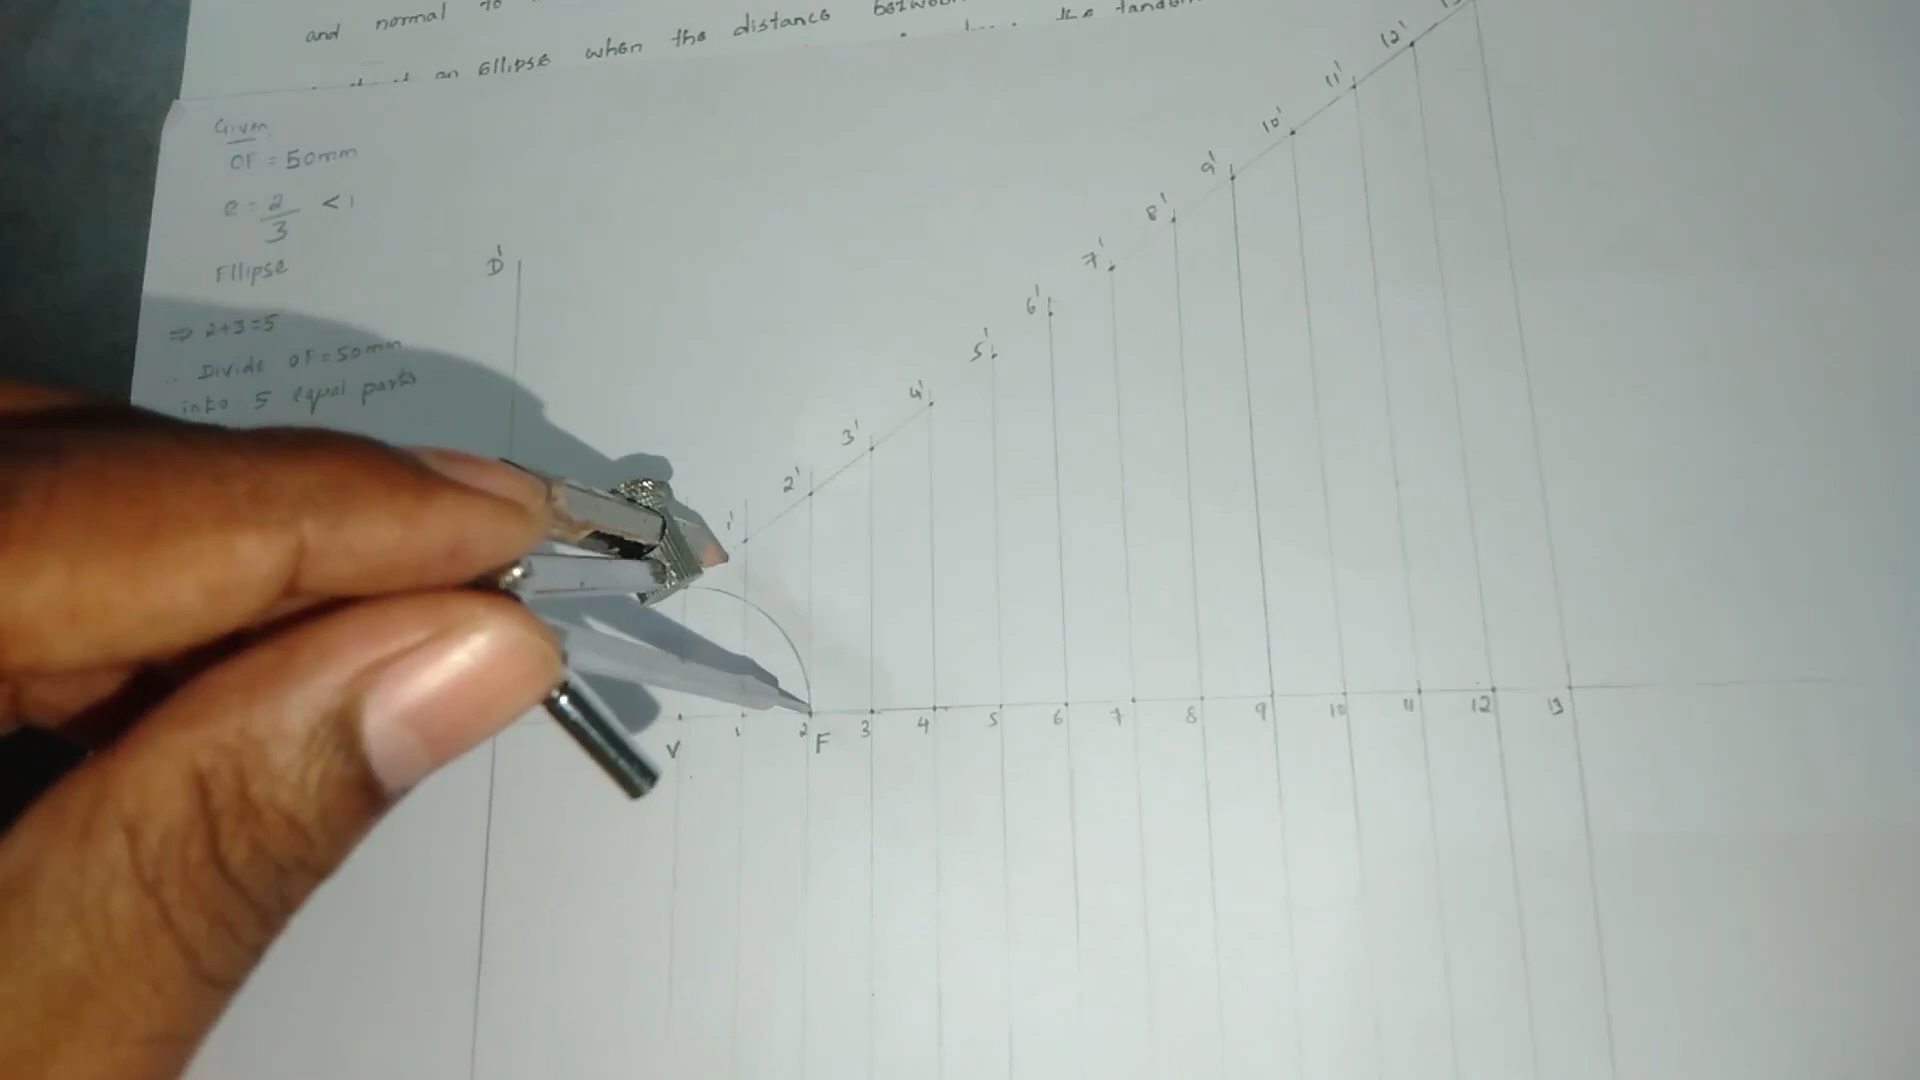 and normal to
an Ellipse when the distance
Given
OF = 50mm
e = 2/3 < 1
Ellipse
⇒ 2+3=5
∴ Divide OF = 50mm
into 5 equal parts
D'
1' 2' 3' 4' 5' 6' 7' 8' 9' 10' 11' 12'
V 1 2 F 3 4 5 6 7 8 9 10 11 12 13